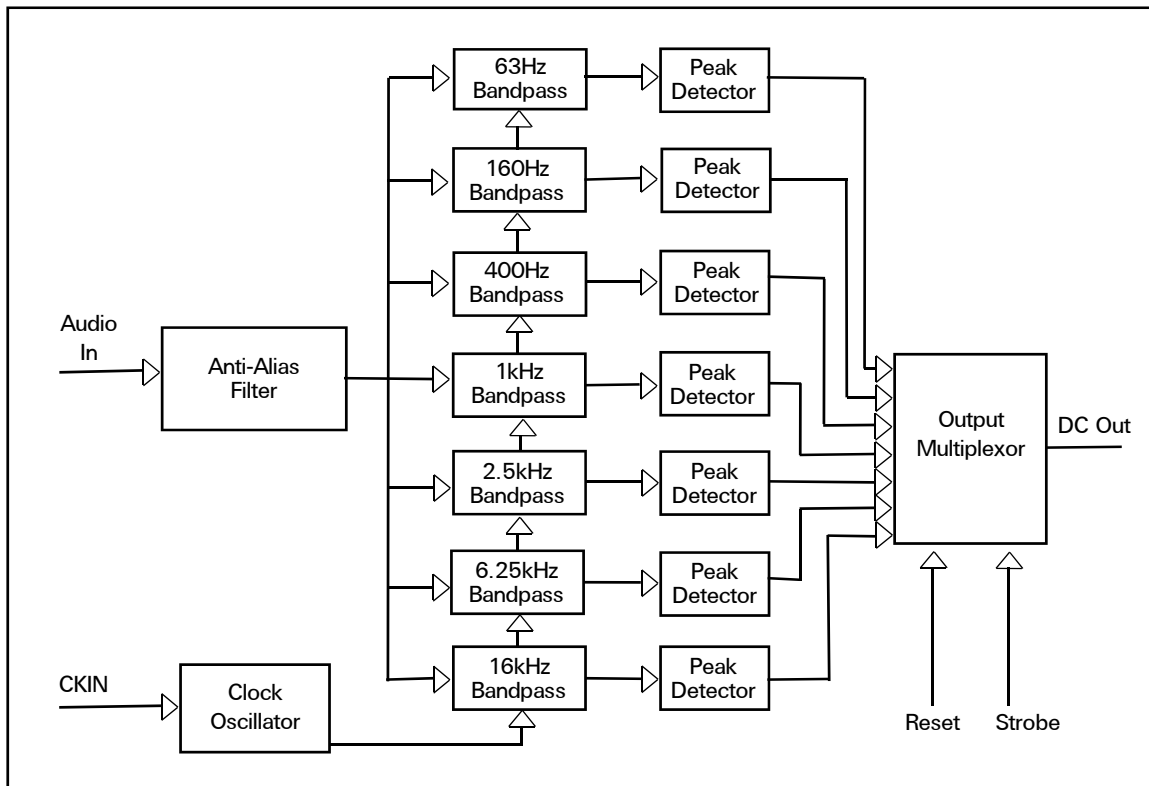 63Hz
Bandpass
Peak
Detector
160Hz
Bandpass
Peak
Detector
400Hz
Bandpass
Peak
Detector
Audio
In
Anti-Alias
Filter
1kHz
Bandpass
Peak
Detector
Output
Multiplexor
DC Out
2.5kHz
Bandpass
Peak
Detector
6.25kHz
Bandpass
Peak
Detector
16kHz
Bandpass
Peak
Detector
CKIN
Clock
Oscillator
Reset
Strobe